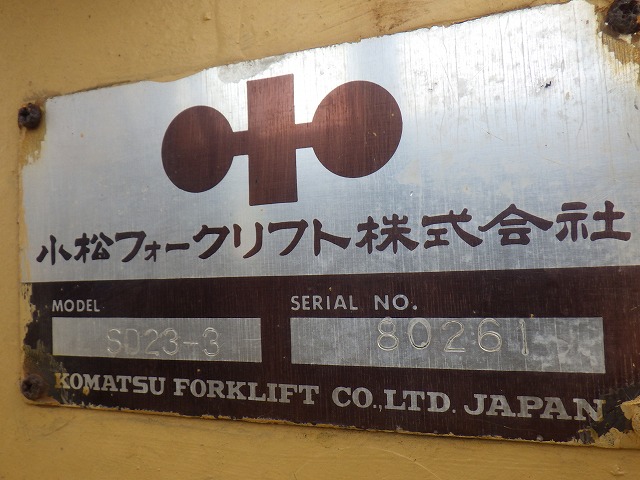 小松フォークリフト株式会社
MODEL SERIAL NO.
SD23-3 80261
KOMATSU FORKLIFT CO.,LTD. JAPAN